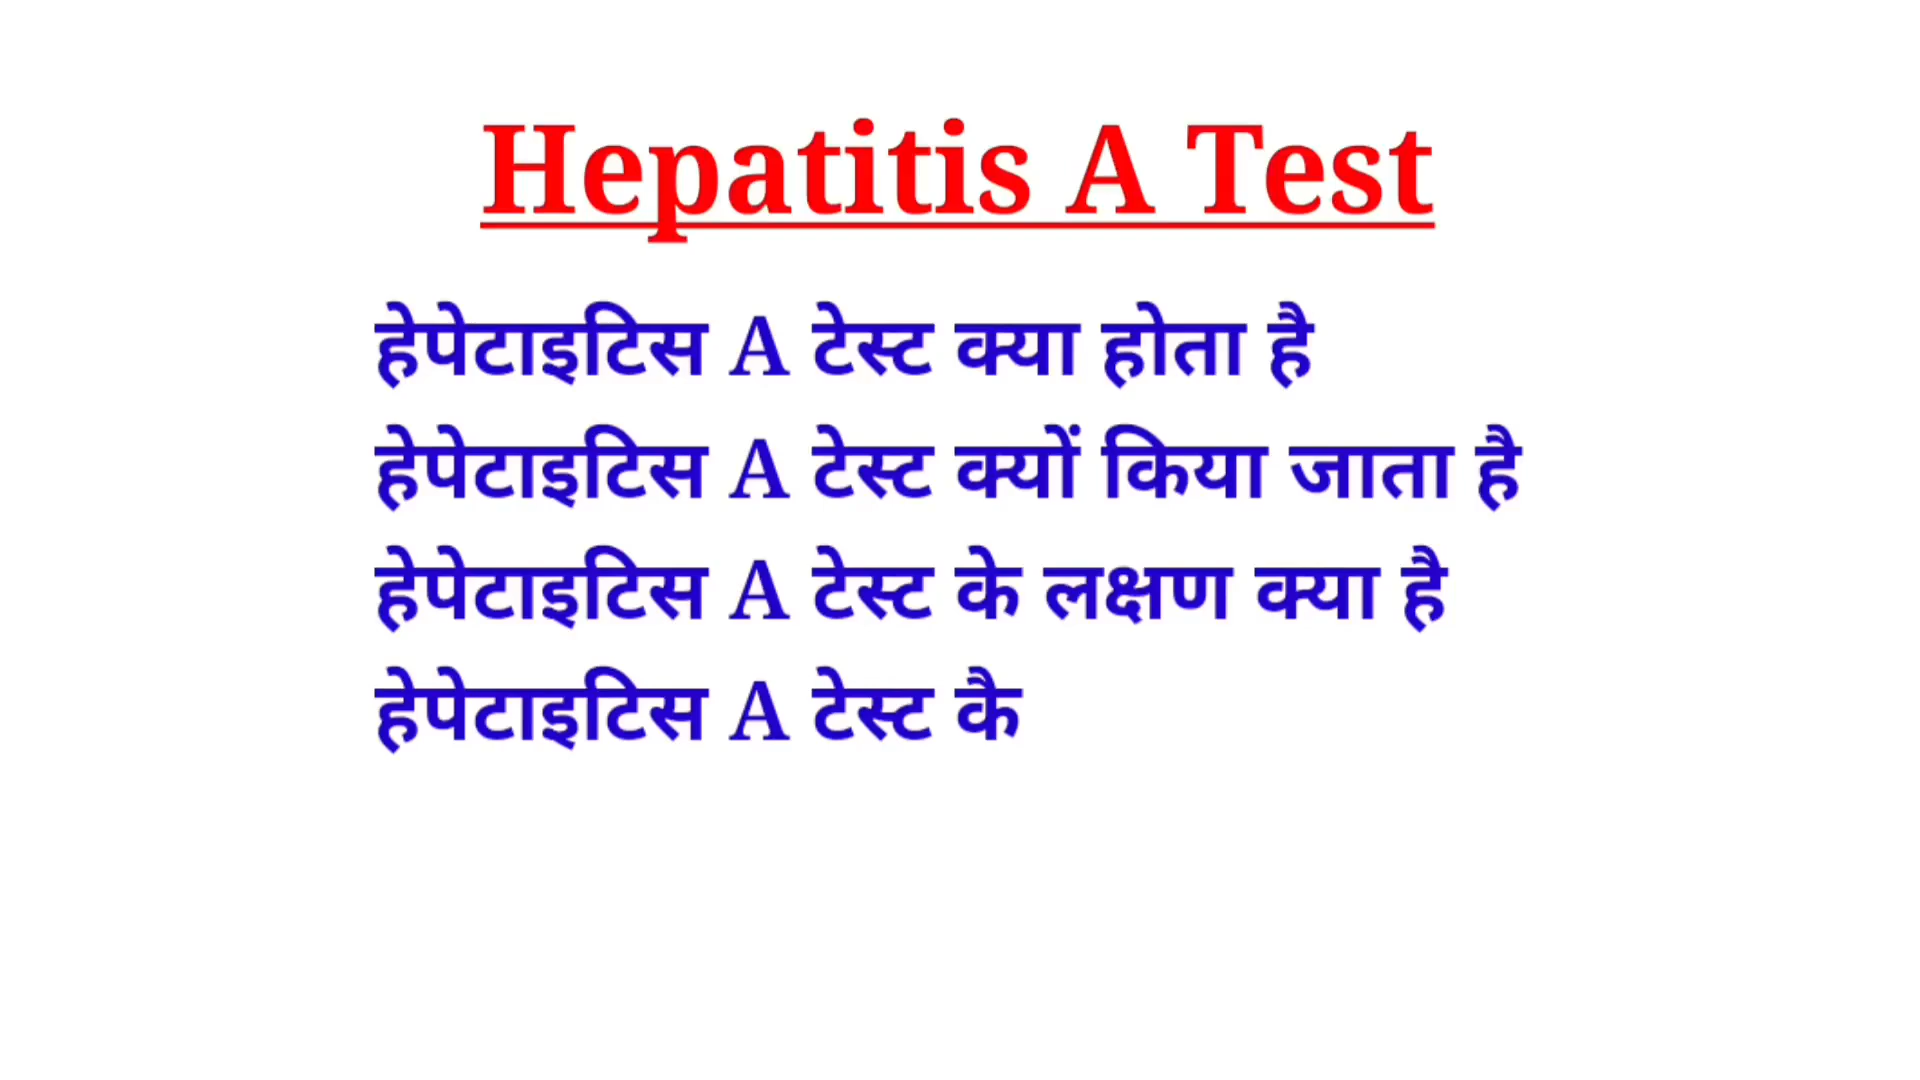 Hepatitis A Test
हेपेटाइटिस A टेस्ट क्या होता है
हेपेटाइटिस A टेस्ट क्यों किया जाता है
हेपेटाइटिस A टेस्ट के लक्षण क्या है
हेपेटाइटिस A टेस्ट कै